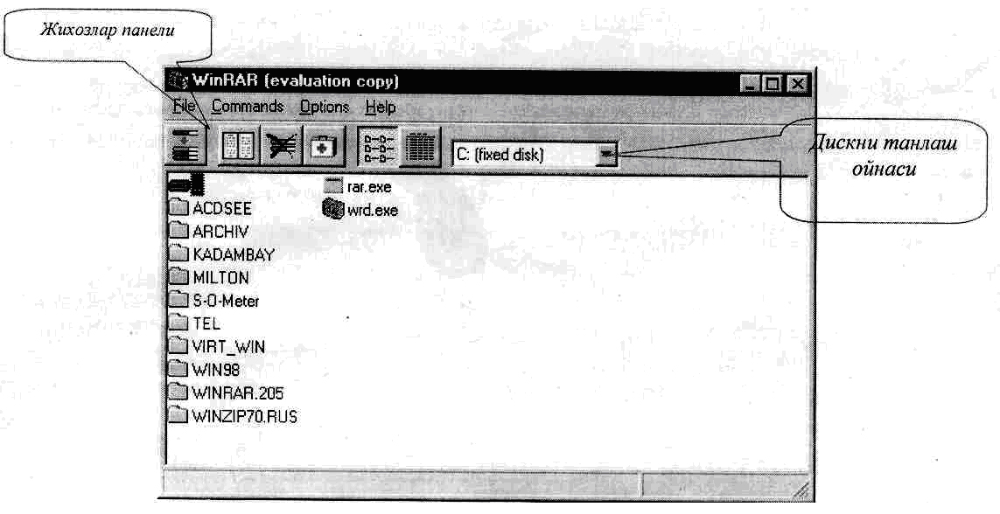 Жихозлар панели
WinRAR (evaluation copy)
File Commands Options Help
C: (fixed disk)
Дискни танлаш
ойнаси
rar.exe
ACDSEE
wrd.exe
ARCHIV
KADAMBAY
MILTON
S-O-Meter
TEL
VIRT_WIN
WIN98
WINRAR.205
WINZIP70.RUS